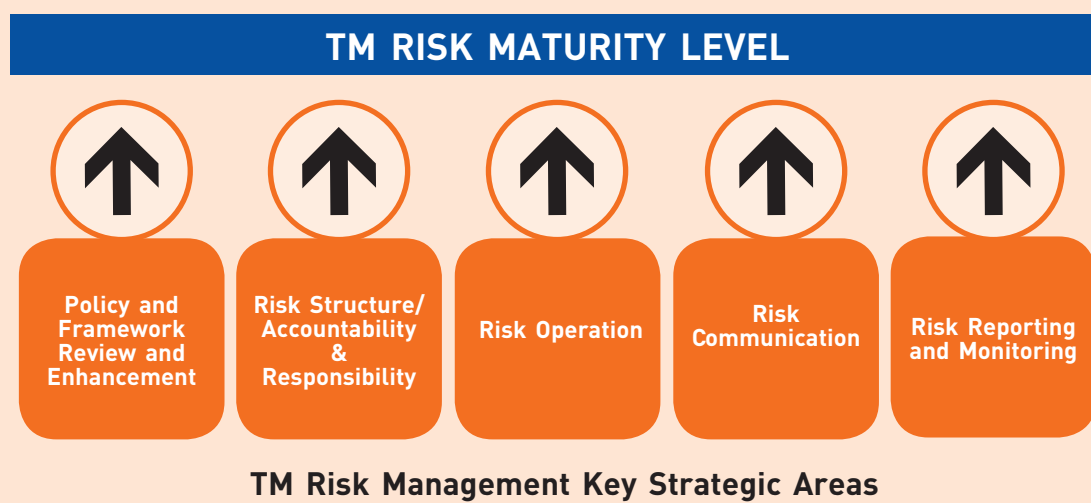 TM RISK MATURITY LEVEL
Policy and
Framework
Review and
Enhancement
Risk Structure/
Accountability
&
Responsibility
Risk Operation
Risk
Communication
Risk Reporting
and Monitoring
TM Risk Management Key Strategic Areas